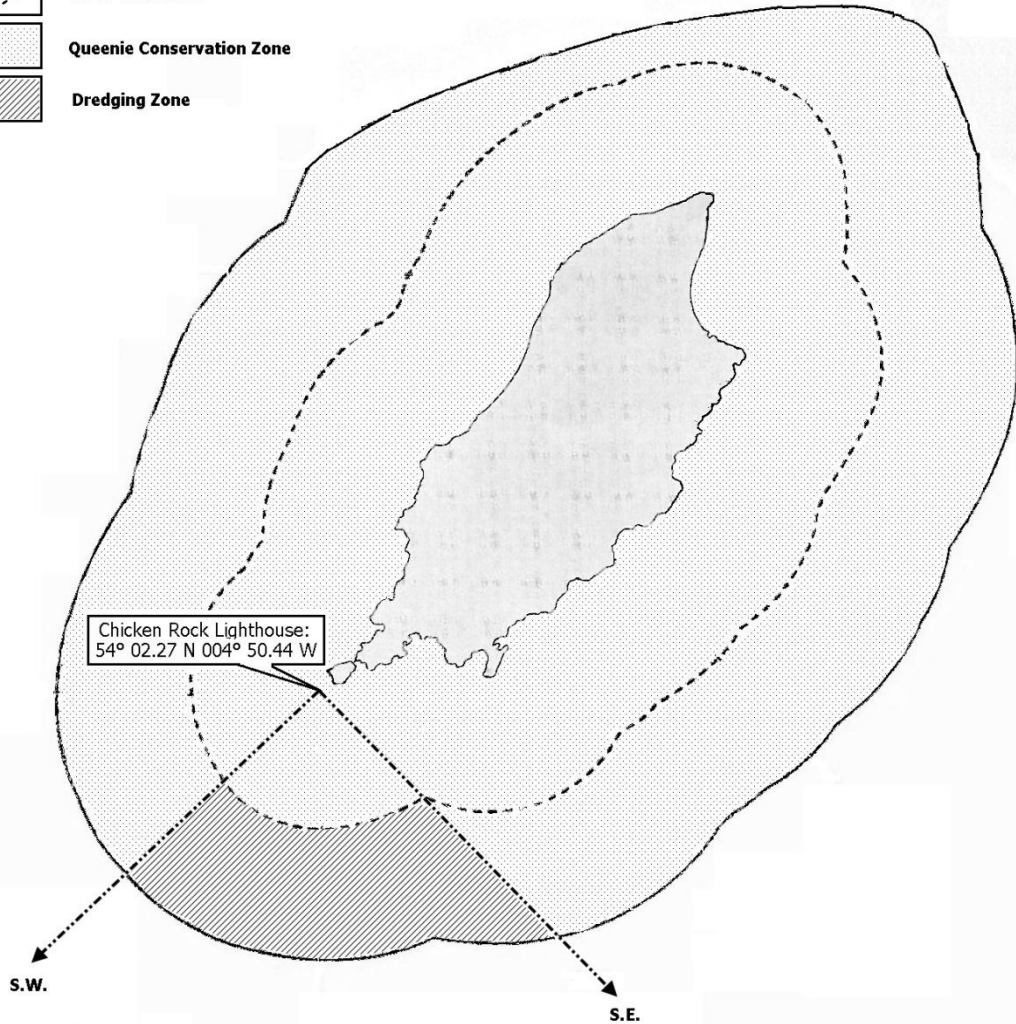 Queenie Conservation Zone
Dredging Zone
Chicken Rock Lighthouse:
54° 02.27 N 004° 50.44 W
S.W.
S.E.